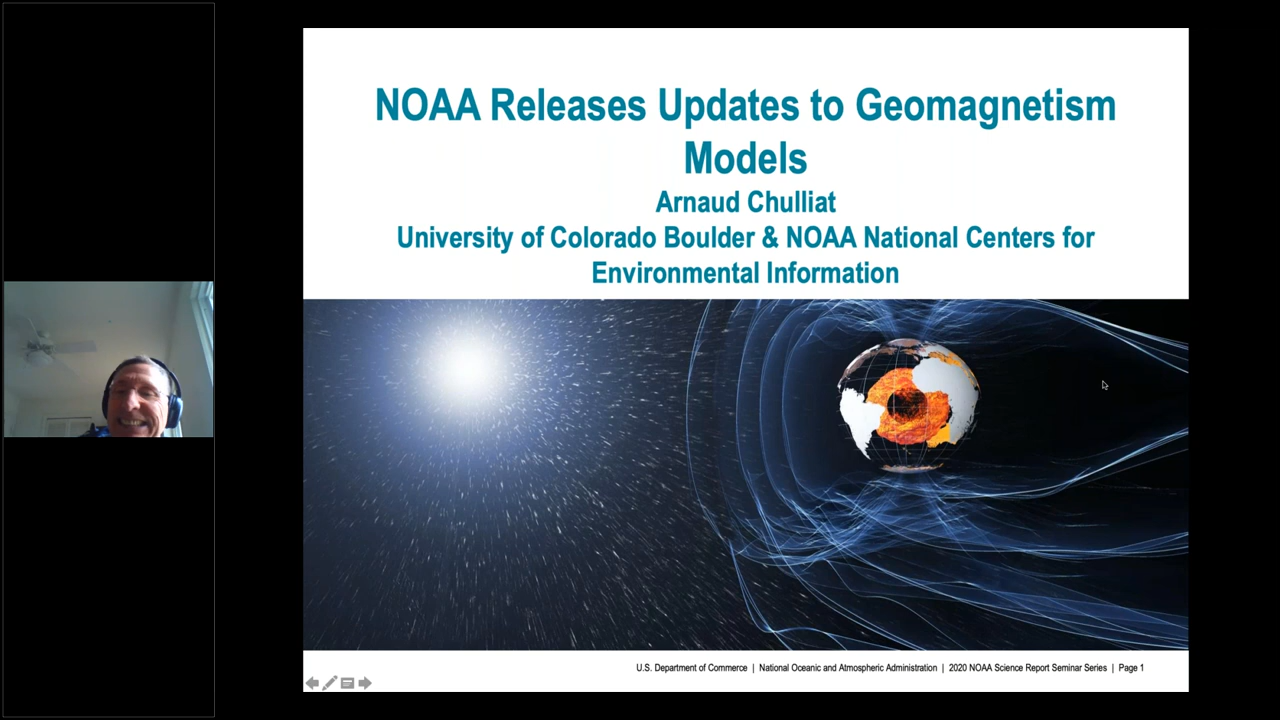 NOAA Releases Updates to Geomagnetism
Models
Arnaud Chulliat
University of Colorado Boulder & NOAA National Centers for
Environmental Information
U.S. Department of Commerce | National Oceanic and Atmospheric Administration | 2020 NOAA Science Report Seminar Series | Page 1